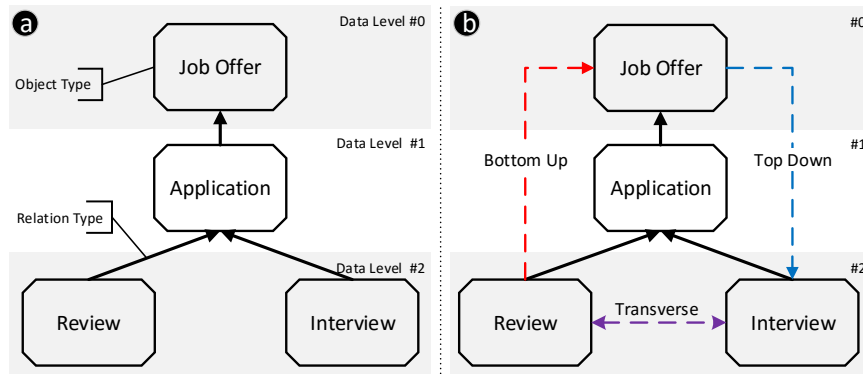 a
Data Level #0
Job Offer
Object Type
Data Level #1
Application
Relation Type
Data Level #2
Review
Interview
b
#0
Job Offer
#1
Bottom Up
Top Down
Application
#2
Review
Transverse
Interview